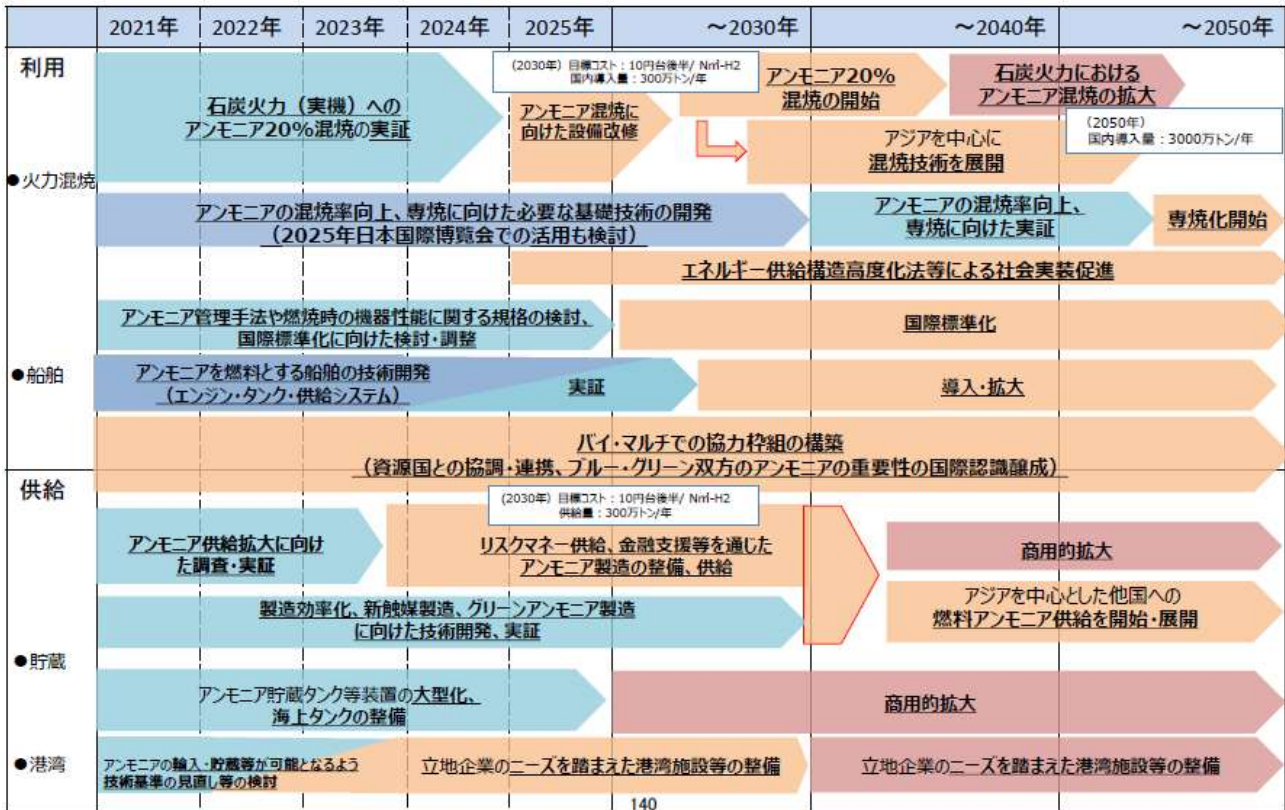 2021年
2022年
2023年
2024年
2025年
～2030年
～2040年
～2050年
利用
●火力混焼
石炭火力（実機）への
アンモニア20％混焼の実証
(2030年) 目標コスト：10円台後半/ Nm3-H2
国内導入量：300万トン/年
アンモニア混焼に
向けた設備改修
アンモニア20％
混焼の開始
石炭火力における
アンモニア混焼の拡大
(2050年)
国内導入量：3000万トン/年
アジアを中心に
混焼技術を展開
アンモニアの混焼率向上、専焼に向けた必要な基礎技術の開発
（2025年日本国際博覧会での活用も検討）
アンモニアの混焼率向上、
専焼に向けた実証
専焼化開始
エネルギー供給構造高度化法等による社会実装促進
アンモニア管理手法や燃焼時の機器性能に関する規格の検討、
国際標準化に向けた検討・調整
国際標準化
●船舶
アンモニアを燃料とする船舶の技術開発
（エンジン・タンク・供給システム）
実証
導入・拡大
バイ・マルチでの協力枠組の構築
（資源国との協調・連携、ブルー・グリーン双方のアンモニアの重要性の国際認識醸成）
供給
(2030年) 目標コスト：10円台後半/ Nm3-H2
供給量：300万トン/年
アンモニア供給拡大に向け
た調査・実証
リスクマネー供給、金融支援等を通じた
アンモニア製造の整備、供給
商用的拡大
製造効率化、新触媒製造、グリーンアンモニア製造
に向けた技術開発、実証
アジアを中心とした他国への
燃料アンモニア供給を開始・展開
●貯蔵
アンモニア貯蔵タンク等装置の大型化、
海上タンクの整備
商用的拡大
●港湾
アンモニアの輸入・貯蔵等が可能となるよう
技術基準の見直し等の検討
立地企業のニーズを踏まえた港湾施設等の整備
立地企業のニーズを踏まえた港湾施設等の整備
140